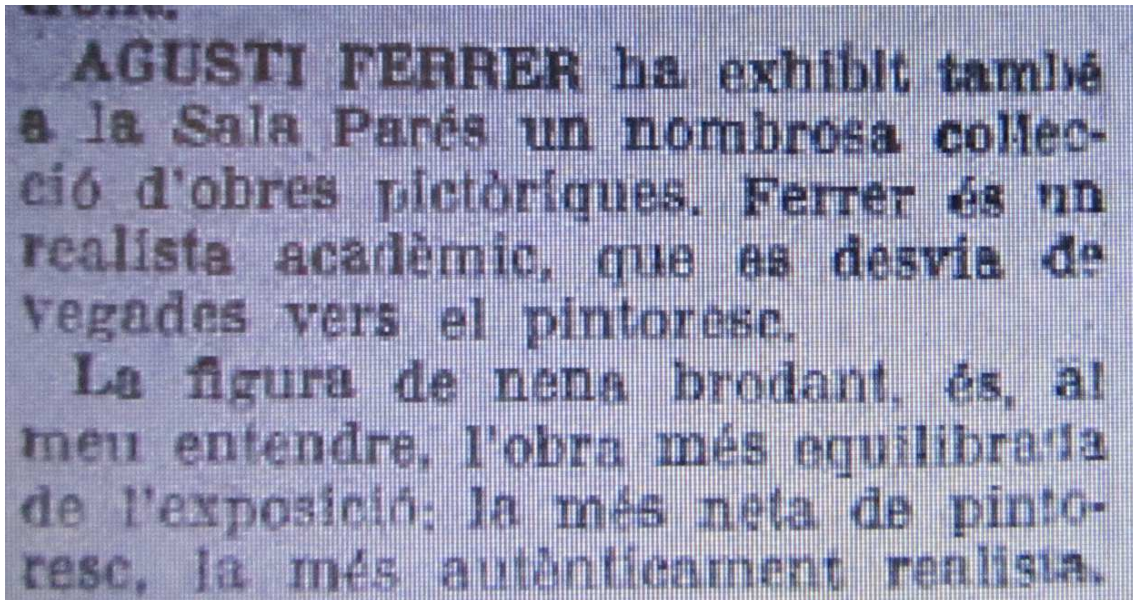 AGUSTI FERRER ha exhibit també
a la Sala Parés un nombrosa collec-
ció d'obres pictòriques. Ferrer és un
realista acadèmic, que es desvia de
vegades vers el pintoresc.
La figura de nena brodant, és, al
meu entendre, l'obra més equilibrada
de l'exposició: la més neta de pinto-
resc, la més autènticament realista.